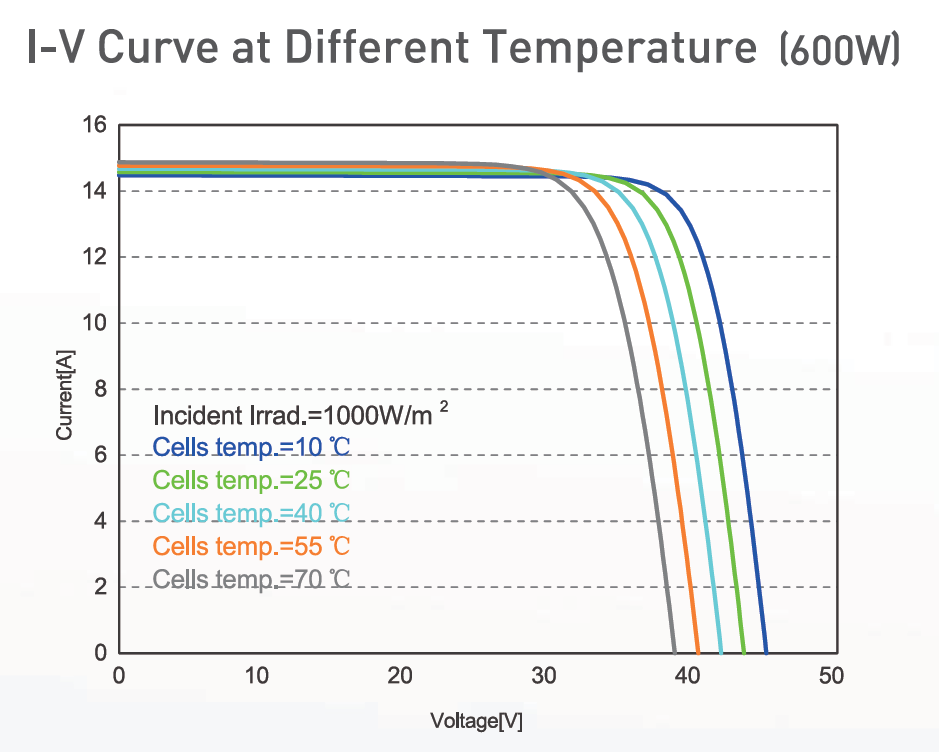 I-V Curve at Different Temperature (600W)
16
14
12
10
8
6
4
2
0
Current[A]
Incident Irrad.=1000W/m ²
Cells temp.=10 ℃
Cells temp.=25 ℃
Cells temp.=40 ℃
Cells temp.=55 ℃
Cells temp.=70 ℃
0 10 20 30 40 50
Voltage[V]